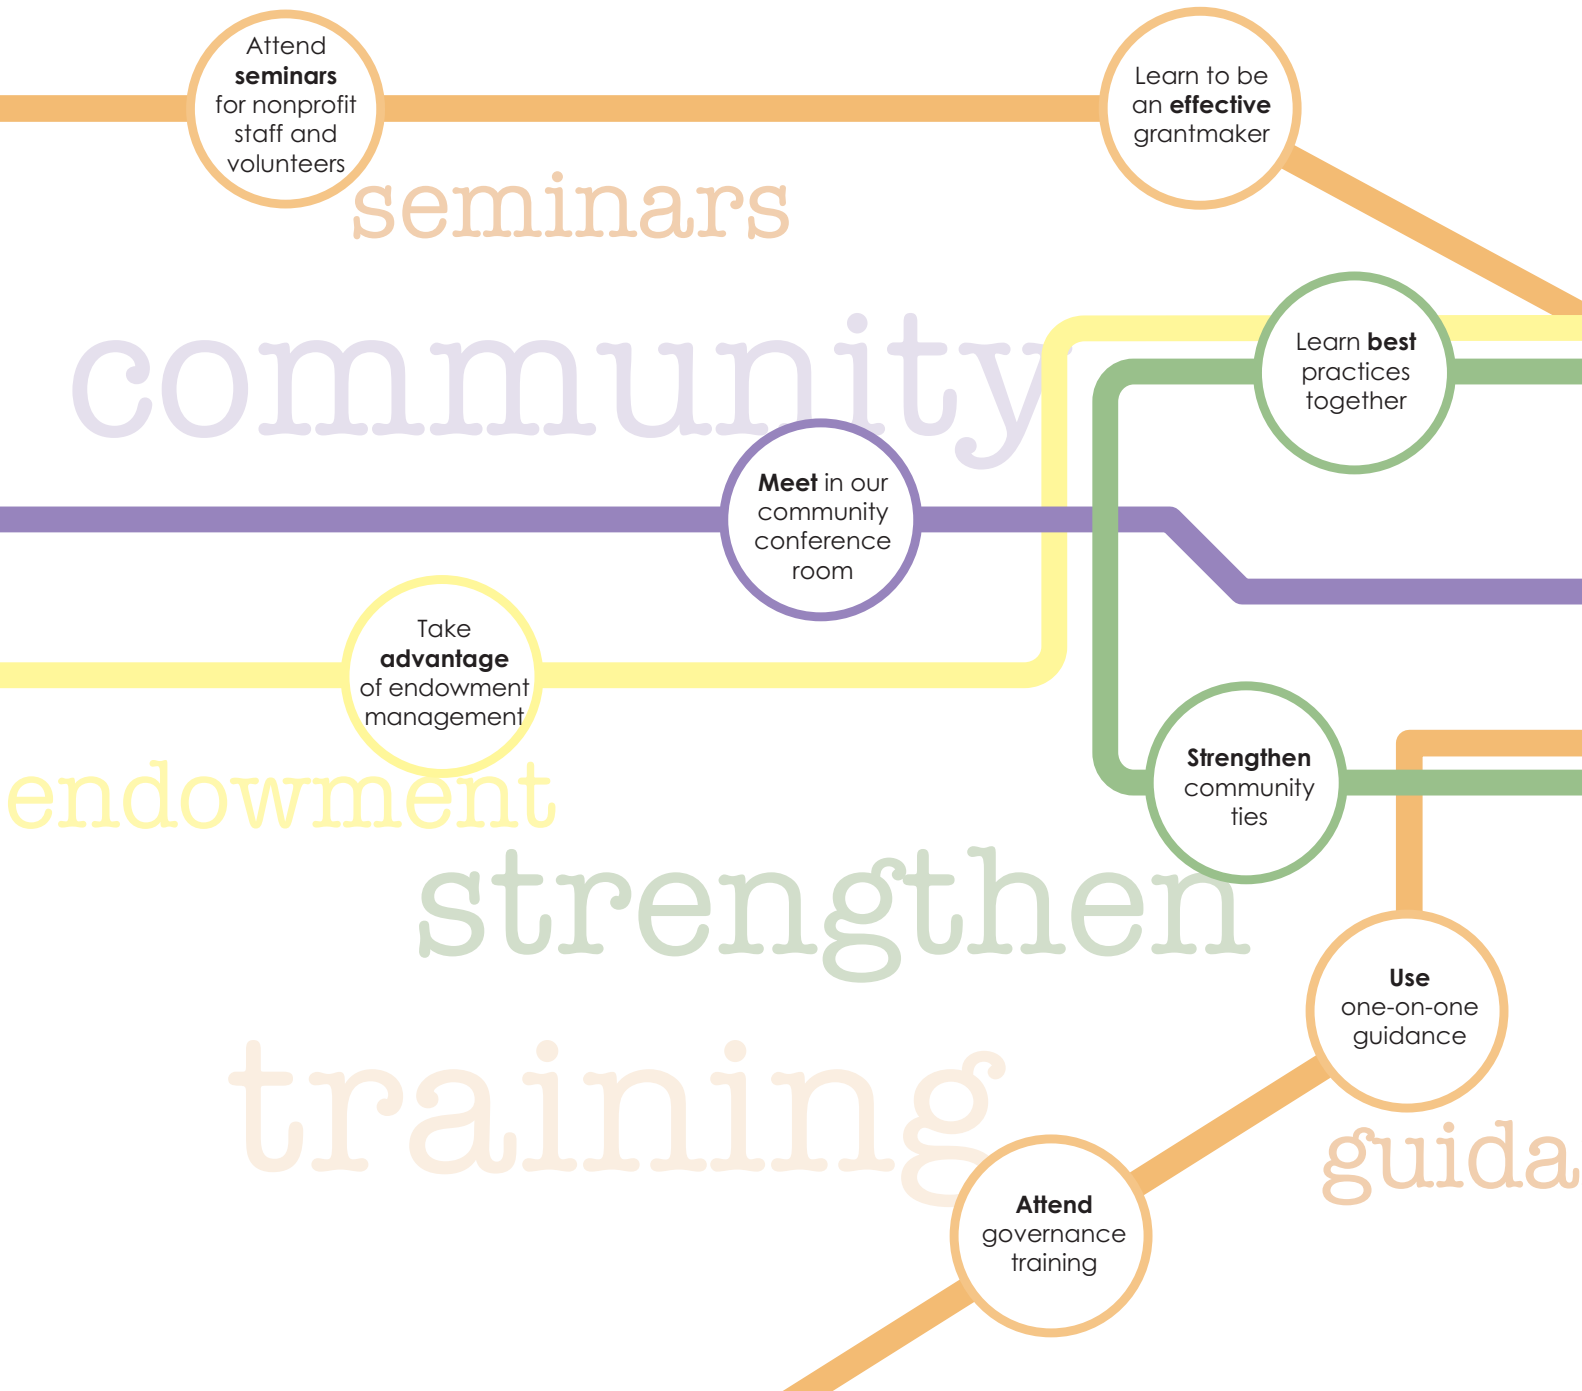 Attend
seminars
for nonprofit
staff and
volunteers
Learn to be
an effective
grantmaker
seminars
community
Learn best
practices
together
Meet in our
community
conference
room
Take
advantage
of endowment
management
endowment
Strengthen
community
ties
strengthen
Use
one-on-one
guidance
training
guida
Attend
governance
training